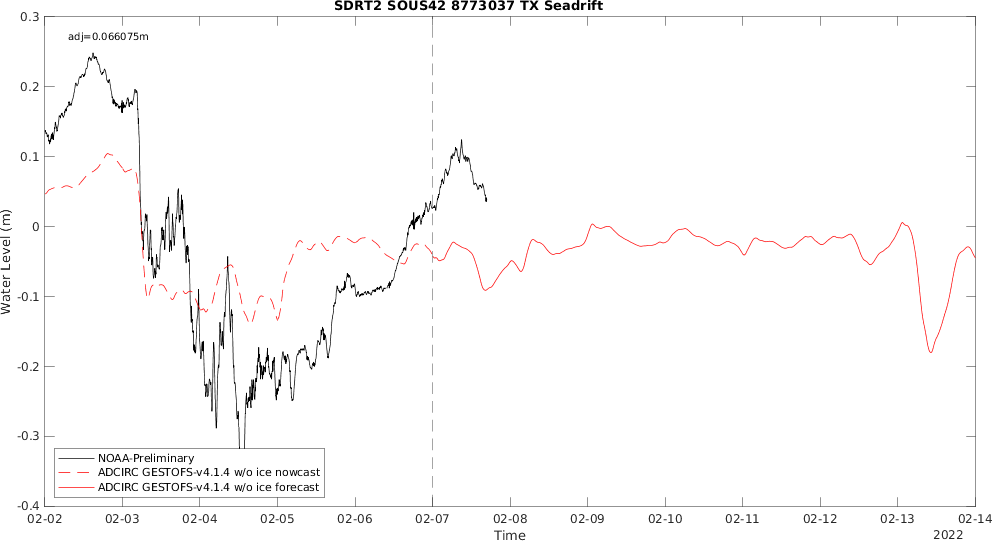 SDRT2 SOUS42 8773037 TX Seadrift
adj=0.066075m
0.3
0.2
0.1
0
-0.1
-0.2
-0.3
-0.4
Water Level (m)
NOAA-Preliminary
ADCIRC GESTOFS-v4.1.4 w/o ice nowcast
ADCIRC GESTOFS-v4.1.4 w/o ice forecast
02-02 02-03 02-04 02-05 02-06 02-07 02-08 02-09 02-10 02-11 02-12 02-13 02-14
Time
2022